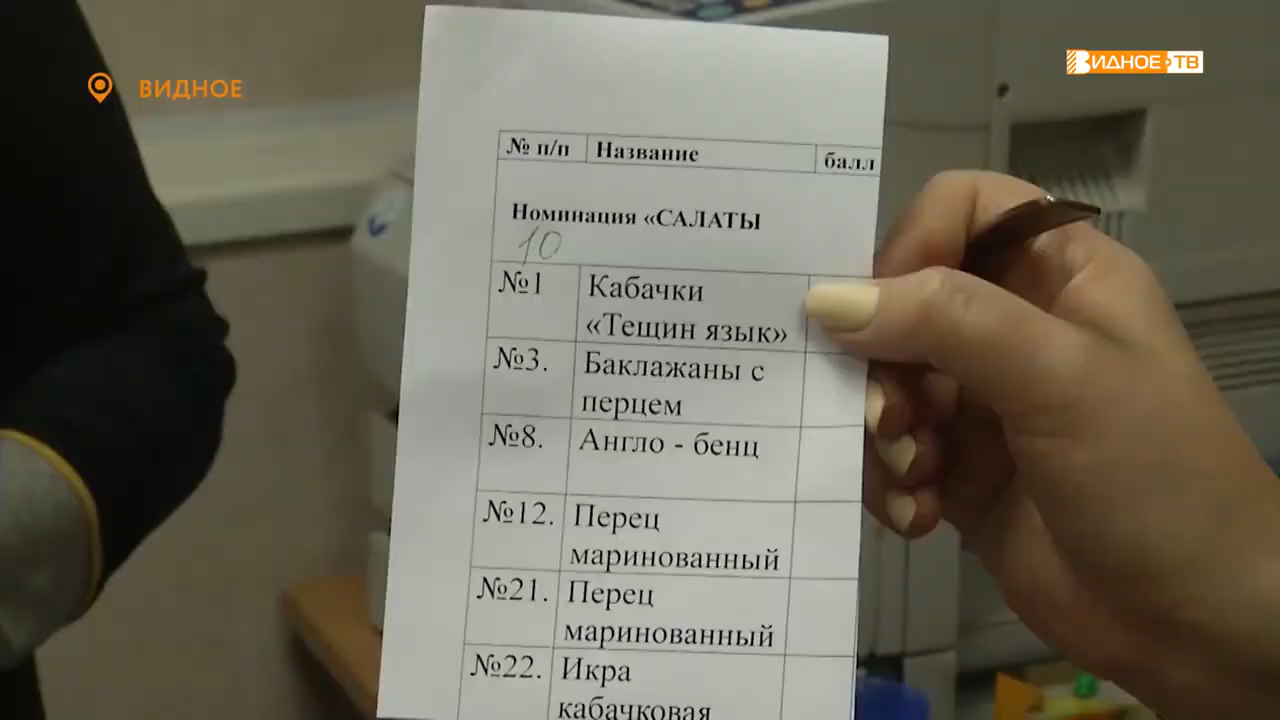 ВИДНОЕ
ВИДНОЕ ТВ
№ п/п Название балл
Номинация «САЛАТЫ
10
№1 Кабачки
«Тещин язык»
№3. Баклажаны с
перцем
№8. Англо - бенц
№12. Перец
маринованный
№21. Перец
маринованный
№22. Икра
кабачковая